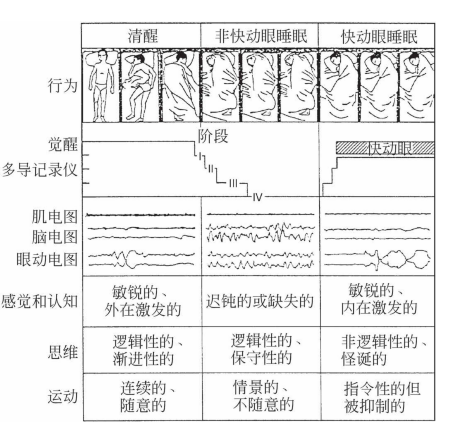 清醒 非快动眼睡眠 快动眼睡眠
行为
阶段
觉醒
快动眼
多导记录仪
I
II
III
IV
肌电图
脑电图
眼动电图
感觉和认知
敏锐的、
外在激发的
迟钝的或缺失的
敏锐的、
内在激发的
思维
逻辑性的、
渐进性的
逻辑性的、
保守性的
非逻辑性的、
怪诞的
运动
连续的、
随意的
情景的、
不随意的
指令性的但
被抑制的